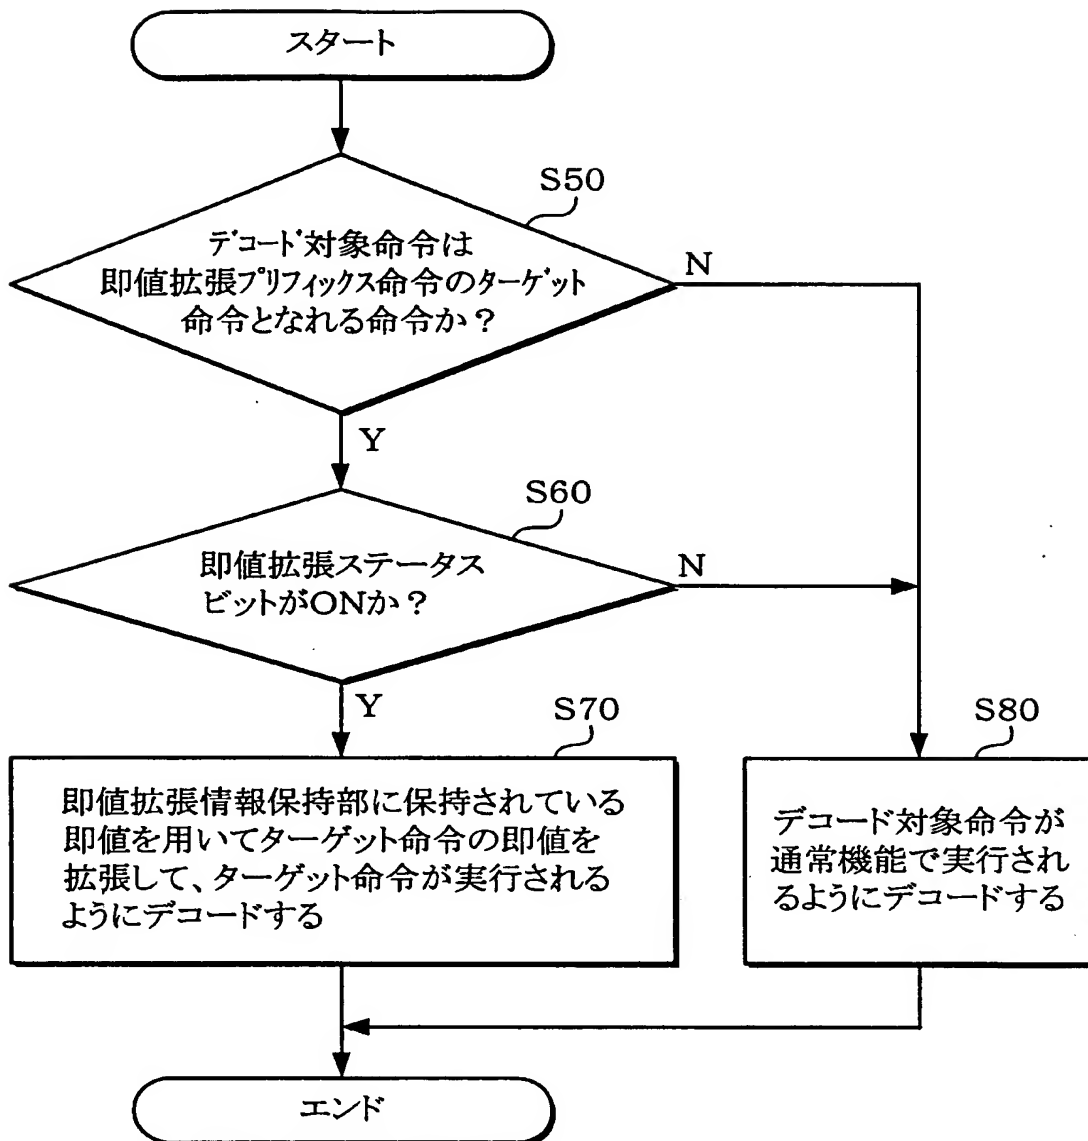 スタート
S50
デコード対象命令は
即値拡張プリフィックス命令のターゲット
命令となれる命令か？
N
Y
S60
即値拡張ステータス
ビットがONか？
N
Y
S70
即値拡張情報保持部に保持されている
即値を用いてターゲット命令の即値を
拡張して、ターゲット命令が実行される
ようにデコードする
S80
デコード対象命令が
通常機能で実行され
るようにデコードする
エンド